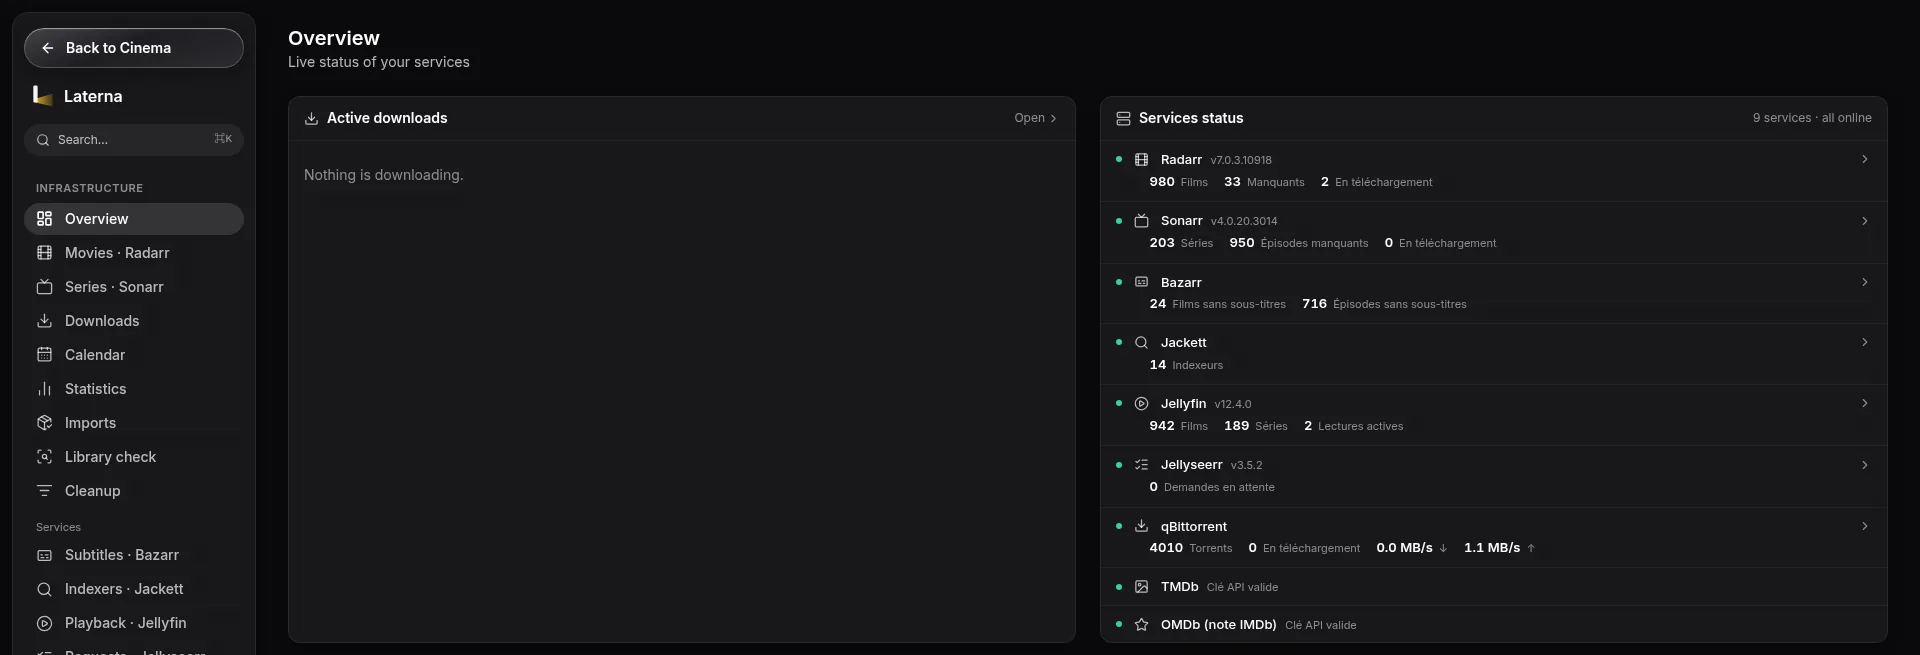 Back to Cinema
Laterna
Search... ⌘K
INFRASTRUCTURE
Overview
Movies · Radarr
Series · Sonarr
Downloads
Calendar
Statistics
Imports
Library check
Cleanup
Services
Subtitles · Bazarr
Indexers · Jackett
Playback · Jellyfin
Requests · Jellyseerr
Overview
Live status of your services
Active downloads Open
Nothing is downloading.
Services status 9 services · all online
Radarr v7.0.3.10918
980 Films 33 Manquants 2 En téléchargement
Sonarr v4.0.20.3014
203 Séries 950 Épisodes manquants 0 En téléchargement
Bazarr
24 Films sans sous-titres 716 Épisodes sans sous-titres
Jackett
14 Indexeurs
Jellyfin v12.4.0
942 Films 189 Séries 2 Lectures actives
Jellyseerr v3.5.2
0 Demandes en attente
qBittorrent
4010 Torrents 0 En téléchargement 0.0 MB/s ↓ 1.1 MB/s ↑
TMDb Clé API valide
OMDb (note IMDb) Clé API valide